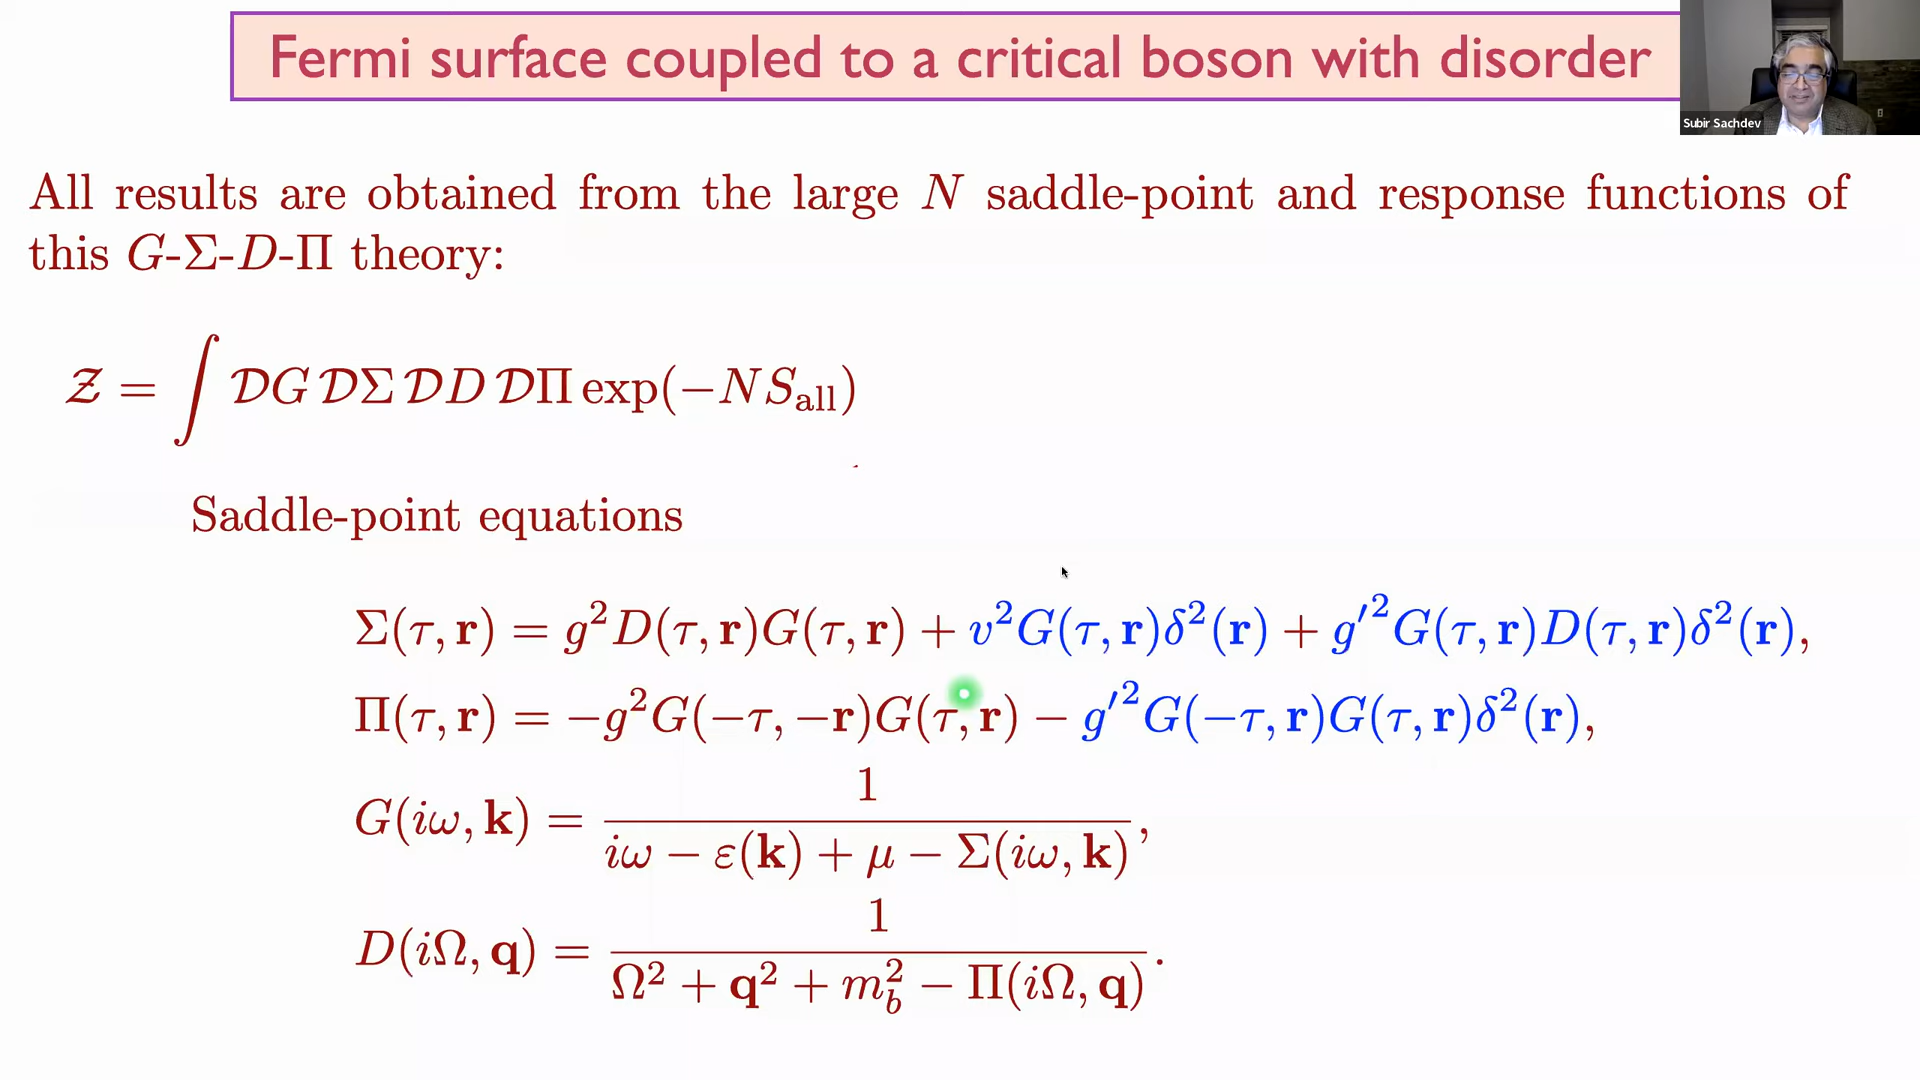 Fermi surface coupled to a critical boson with disorder
Subir Sachdev
All results are obtained from the large N saddle-point and response functions of
this G-Σ-D-Π theory:
𝒵 = ∫ 𝒟G 𝒟Σ 𝒟D 𝒟Π exp(−NS_all)
Saddle-point equations
Σ(τ, r) = g²D(τ, r)G(τ, r) + v²G(τ, r)δ²(r) + g′²G(τ, r)D(τ, r)δ²(r),
Π(τ, r) = −g²G(−τ, −r)G(τ, r) − g′²G(−τ, r)G(τ, r)δ²(r),
G(iω, k) = 1 / (iω − ε(k) + μ − Σ(iω, k)),
D(iΩ, q) = 1 / (Ω² + q² + m_b² − Π(iΩ, q)).